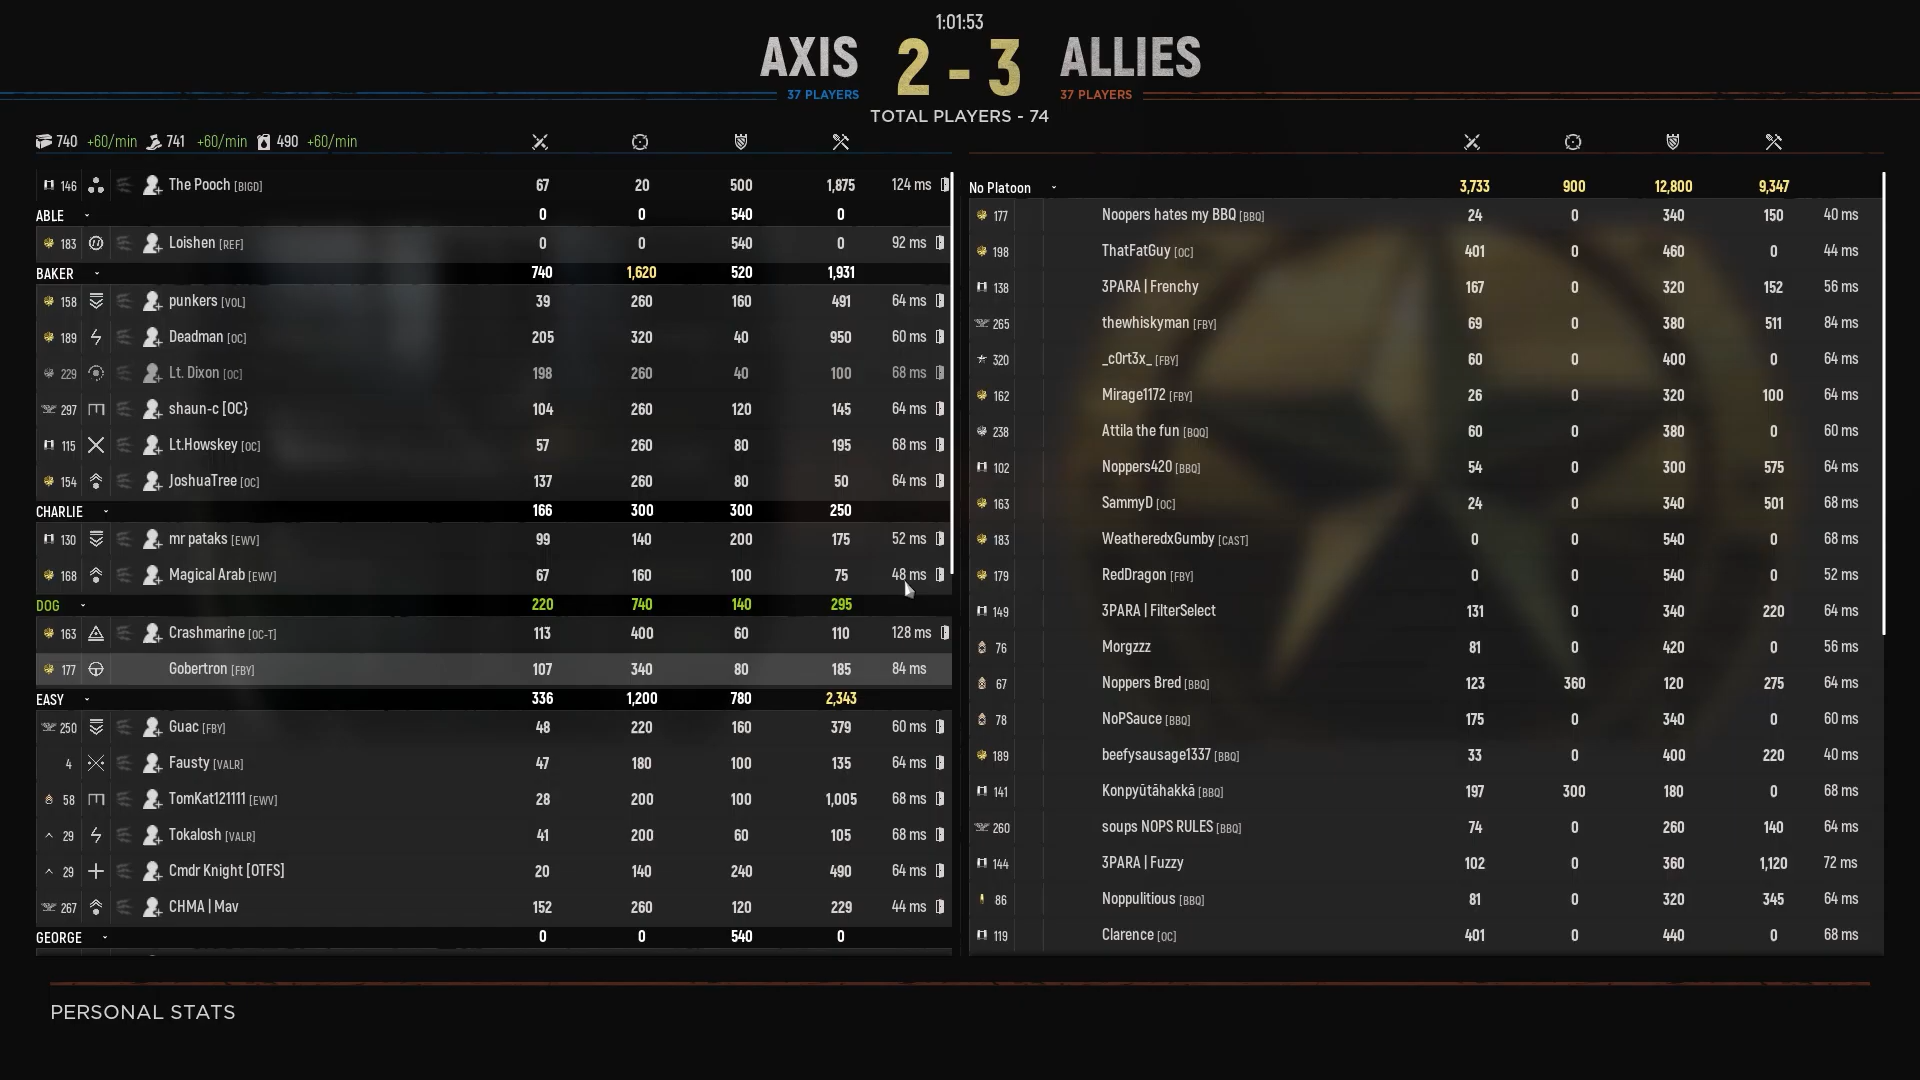 1:01:53
AXIS 2 - 3 ALLIES
37 PLAYERS 37 PLAYERS
TOTAL PLAYERS - 74
740 +60/min 741 +60/min 490 +60/min
146 The Pooch [BIGD] 67 20 500 1,875 124 ms
ABLE 0 0 540 0
183 Loishen [REF] 0 0 540 0 92 ms
BAKER 740 1,620 520 1,931
158 punkers [VOL] 39 260 160 491 64 ms
189 Deadman [OC] 205 320 40 950 60 ms
229 Lt. Dixon [OC] 198 260 40 100 68 ms
297 shaun-c [OC} 104 260 120 145 64 ms
115 Lt.Howskey [OC] 57 260 80 195 68 ms
154 JoshuaTree [OC] 137 260 80 50 64 ms
CHARLIE 166 300 300 250
130 mr pataks [EWV] 99 140 200 175 52 ms
168 Magical Arab [EWV] 67 160 100 75 48 ms
DOG 220 740 140 295
163 Crashmarine [OC-T] 113 400 60 110 128 ms
177 Gobertron [FBY] 107 340 80 185 84 ms
EASY 336 1,200 780 2,343
250 Guac [FBY] 48 220 160 379 60 ms
4 Fausty [VALR] 47 180 100 135 64 ms
58 TomKat121111 [EWV] 28 200 100 1,005 68 ms
29 Tokalosh [VALR] 41 200 60 105 68 ms
29 Cmdr Knight [OTFS] 20 140 240 490 64 ms
267 CHMA | Mav 152 260 120 229 44 ms
GEORGE 0 0 540 0
No Platoon 3,733 900 12,800 9,347
177 Noopers hates my BBQ [BBQ] 24 0 340 150 40 ms
198 ThatFatGuy [OC] 401 0 460 0 44 ms
138 3PARA | Frenchy 167 0 320 152 56 ms
265 thewhiskyman [FBY] 69 0 380 511 84 ms
320 _c0rt3x_ [FBY] 60 0 400 0 64 ms
162 Mirage1172 [FBY] 26 0 320 100 64 ms
238 Attila the fun [BQQ] 60 0 380 0 60 ms
102 Noppers420 [BBQ] 54 0 300 575 64 ms
163 SammyD [OC] 24 0 340 501 68 ms
183 WeatheredxGumby [CAST] 0 0 540 0 68 ms
179 RedDragon [FBY] 0 0 540 0 52 ms
149 3PARA | FilterSelect 131 0 340 220 64 ms
76 Morgzzz 81 0 420 0 56 ms
67 Noppers Bred [BBQ] 123 360 120 275 64 ms
78 NoPSauce [BBQ] 175 0 340 0 60 ms
189 beefysausage1337 [BBQ] 33 0 400 220 40 ms
141 Konpyūtāhakkā [BBQ] 197 300 180 0 68 ms
260 soups NOPS RULES [BBQ] 74 0 260 140 64 ms
144 3PARA | Fuzzy 102 0 360 1,120 72 ms
86 Noppulitious [BBQ] 81 0 320 345 64 ms
119 Clarence [OC] 401 0 440 0 68 ms
PERSONAL STATS